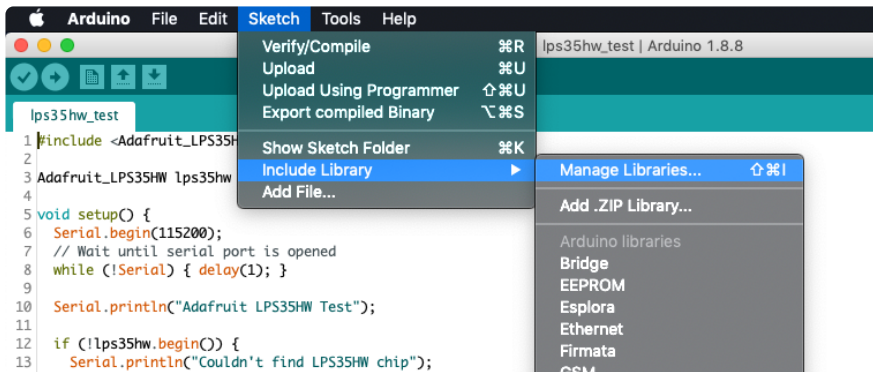 Arduino File Edit Sketch Tools Help
lps35hw_test | Arduino 1.8.8
Verify/Compile ⌘R
Upload ⌘U
Upload Using Programmer ⇧⌘U
Export compiled Binary ⌥⌘S
Show Sketch Folder ⌘K
Include Library ▶
Add File...
Manage Libraries... ⇧⌘I
Add .ZIP Library...
Arduino libraries
Bridge
EEPROM
Esplora
Ethernet
Firmata
GSM
lps35hw_test
1 #include <Adafruit_LPS35H
2
3 Adafruit_LPS35HW lps35hw
4
5 void setup() {
6 Serial.begin(115200);
7 // Wait until serial port is opened
8 while (!Serial) { delay(1); }
9
10 Serial.println("Adafruit LPS35HW Test");
11
12 if (!lps35hw.begin()) {
13 Serial.println("Couldn't find LPS35HW chip");